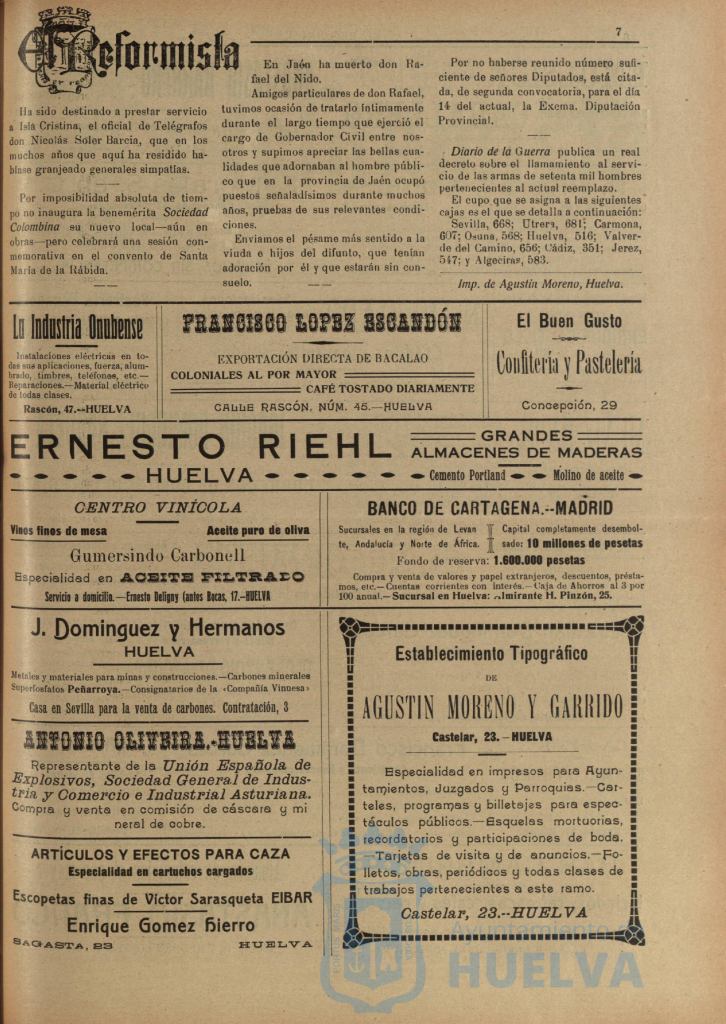 El Reformista
7
Ha sido destinado a prestar servicio
a Isla Cristina, el oficial de Telégrafos
don Nicolás Soler Barcia, que en los
muchos años que aquí ha residido ha-
bíase granjeado generales simpatías.
Por imposibilidad absoluta de tiem-
po no inaugura la benemérita Sociedad
Colombina su nuevo local—aún en
obras—pero celebrará una sesión con-
memorativa en el convento de Santa
María de la Rábida.
En Jaén ha muerto don Ra-
fael del Nido.
Amigos particulares de don Rafael,
tuvimos ocasión de tratarlo íntimamente
durante el largo tiempo que ejerció el
cargo de Gobernador Civil entre nos-
otros y supimos apreciar las bellas cua-
lidades que adornaban al hombre públi-
co que en la provincia de Jaén ocupó
puestos señaladísimos durante muchos
años, pruebas de sus relevantes condi-
ciones.
Enviamos el pésame más sentido a la
viuda e hijos del difunto, que tenían
adoración por él y que estarán sin con-
suelo.
Por no haberse reunido número sufi-
ciente de señores Diputados, está cita-
da, de segunda convocatoria, para el día
14 del actual, la Excma. Diputación
Provincial.
Diario de la Guerra publica un real
decreto sobre el llamamiento al servi-
cio de las armas de setenta mil hombres
pertenecientes al actual reemplazo.
El cupo que se asigna a las siguientes
cajas es el que se detalla a continuación:
Sevilla, 668; Utrera, 681; Carmona,
607; Osuna, 568; Huelva, 516; Valver-
de del Camino, 656; Cádiz, 351; Jerez,
547; y Algeciras, 583.
Imp. de Agustín Moreno, Huelva.
La Industria Onubense
Instalaciones eléctricas en to-
das sus aplicaciones, fuerza, alum-
brado, timbres, teléfonos, etc.—
Reparaciones.—Material eléctrico
de todas clases.
Rascón, 47.--HUELVA
FRANCISCO LOPEZ ESCANDÓN
EXPORTACIÓN DIRECTA DE BACALAO
COLONIALES AL POR MAYOR
CAFÉ TOSTADO DIARIAMENTE
CALLE RASCÓN, NÚM. 45.—HUELVA
El Buen Gusto
Confitería y Pastelería
Concepción, 29
ERNESTO RIEHL
HUELVA
GRANDES
ALMACENES DE MADERAS
Cemento Portland
Molino de aceite
CENTRO VINÍCOLA
Vinos finos de mesa
Aceite puro de oliva
Gumersindo Carbonell
Especialidad en ACEITE FILTRADO
Servicio a domicilio.—Ernesto Deligny (antes Bocas, 17.-HUELVA
BANCO DE CARTAGENA.--MADRID
Sucursales en la región de Levan
te, Andalucía y Norte de África.
Capital completamente desembol-
sado: 10 millones de pesetas
Fondo de reserva: 1.600.000 pesetas
Compra y venta de valores y papel extranjeros, descuentos, présta-
mos, etc.—Cuentas corrientes con interés.—Caja de Ahorros al 3 por
100 anual.—Sucursal en Huelva: Almirante H. Pinzón, 25.
J. Dominguez y Hermanos
HUELVA
Metales y materiales para minas y construcciones.—Carbones minerales
Superfosfatos Peñarroya.—Consignatarios de la «Compañía Vinuesa»
Casa en Sevilla para la venta de carbones. Contratación, 3
ANTONIO OLIVEIRA.-HUELVA
Representante de la Unión Española de
Explosivos, Sociedad General de Indus-
tria y Comercio e Industrial Asturiana.
Compra y venta en comisión de cáscara y mi
neral de cobre.
ARTÍCULOS Y EFECTOS PARA CAZA
Especialidad en cartuchos cargados
Escopetas finas de Victor Sarasqueta EIBAR
Enrique Gomez Hierro
SAGASTA, 23
HUELVA
Establecimiento Tipográfico
DE
AGUSTIN MORENO Y GARRIDO
Castelar, 23.-HUELVA
Especialidad en impresos para Ayun-
tamientos, Juzgados y Parroquias.—Car-
teles, programas y billetajes para espec-
táculos públicos.—Esquelas mortuorias,
recordatorios y participaciones de boda.
—Tarjetas de visita y de anuncios.—Fo-
lletos, obras, periódicos y todas clases de
trabajos pertenecientes a este ramo.
Castelar, 23.--HUELVA
Ayuntamiento
HUELVA